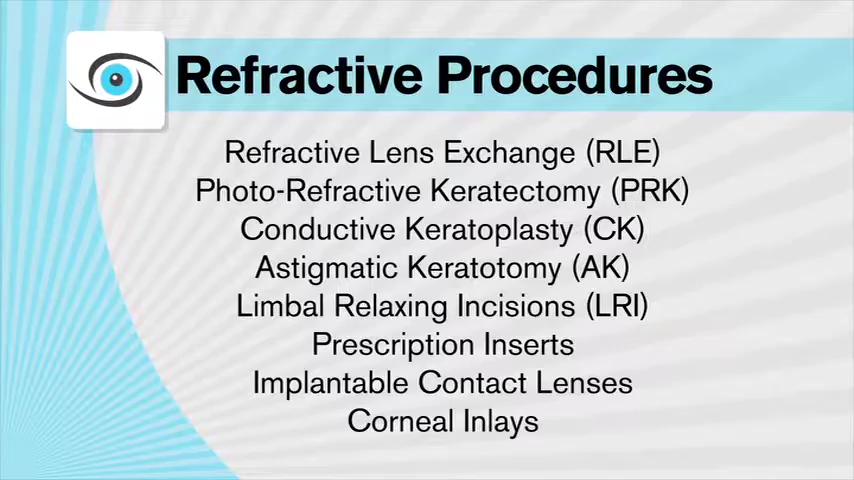 Refractive Procedures
Refractive Lens Exchange (RLE)
Photo-Refractive Keratectomy (PRK)
Conductive Keratoplasty (CK)
Astigmatic Keratotomy (AK)
Limbal Relaxing Incisions (LRI)
Prescription Inserts
Implantable Contact Lenses
Corneal Inlays